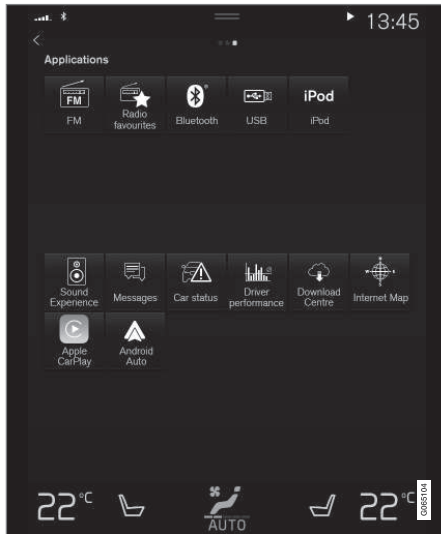 13:45
Applications
FM
FM
Radio
favourites
Bluetooth
USB
iPod
iPod
Sound
Experience
Messages
Car status
Driver
performance
Download
Centre
Internet Map
Apple
CarPlay
Android
Auto
22°C
AUTO
22°C
G065104